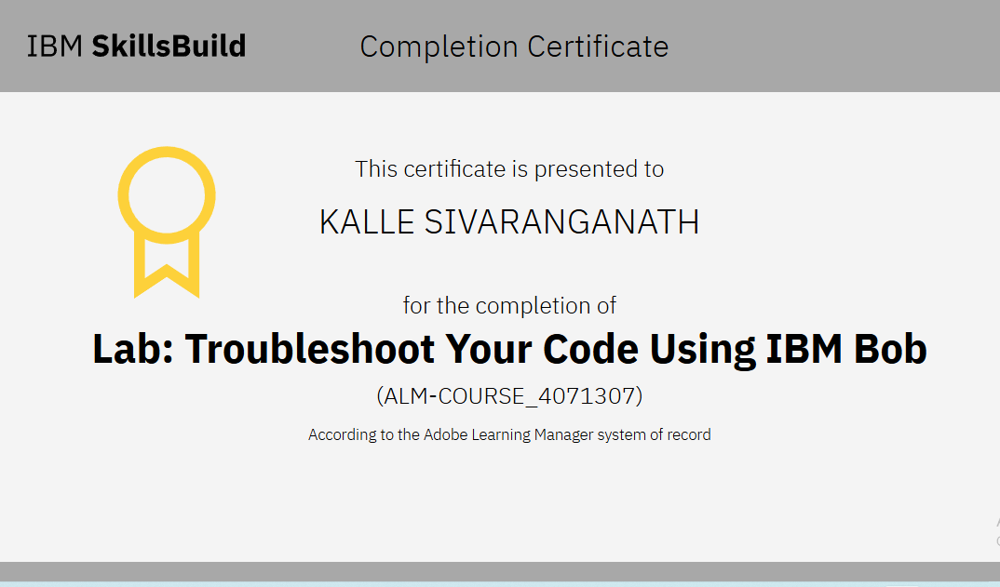 IBM SkillsBuild
Completion Certificate
This certificate is presented to
KALLE SIVARANGANATH
for the completion of
Lab: Troubleshoot Your Code Using IBM Bob
(ALM-COURSE_4071307)
According to the Adobe Learning Manager system of record